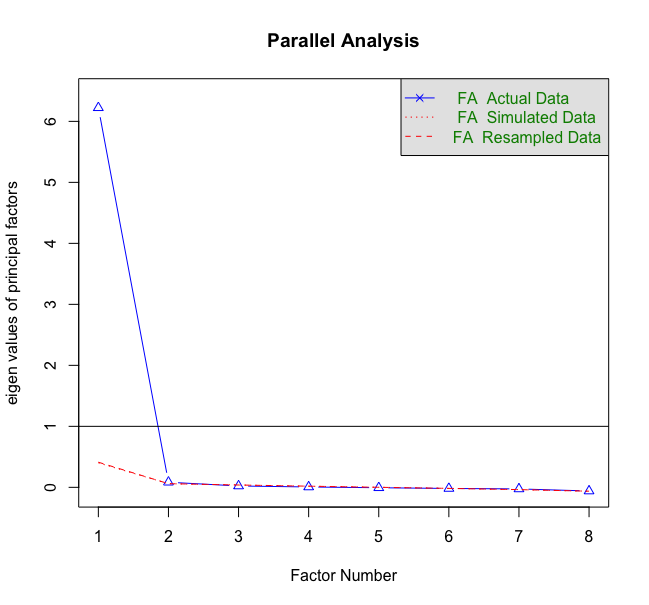 Parallel Analysis
FA Actual Data
FA Simulated Data
FA Resampled Data
eigen values of principal factors
6
5
4
3
2
1
0
1 2 3 4 5 6 7 8
Factor Number